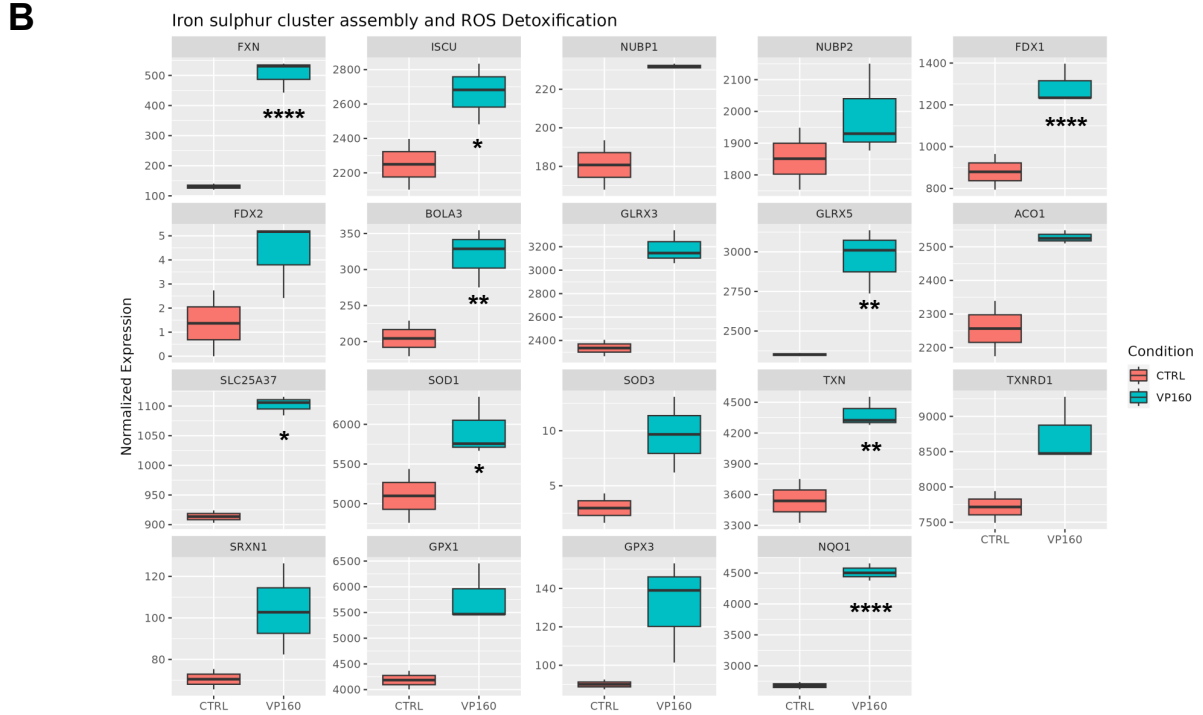 B
Iron sulphur cluster assembly and ROS Detoxification
Normalized Expression
FXN
500
400
300
200
100
****
ISCU
2800
2600
2400
2200
*
NUBP1
220
200
180
NUBP2
2100
2000
1900
1800
FDX1
1400
1200
1000
800
****
FDX2
5
4
3
2
1
0
BOLA3
350
300
250
200
**
GLRX3
3200
3000
2800
2600
2400
GLRX5
3000
2750
2500
**
ACO1
2500
2400
2300
2200
SLC25A37
1100
1050
1000
950
900
*
SOD1
6000
5500
5000
*
SOD3
10
5
TXN
4500
4200
3900
3600
3300
**
TXNRD1
9000
8500
8000
7500
CTRL VP160
SRXN1
120
100
80
CTRL VP160
GPX1
6500
6000
5500
5000
4500
4000
CTRL VP160
GPX3
140
120
100
CTRL VP160
NQO1
4500
4000
3500
3000
****
CTRL VP160
Condition
CTRL
VP160